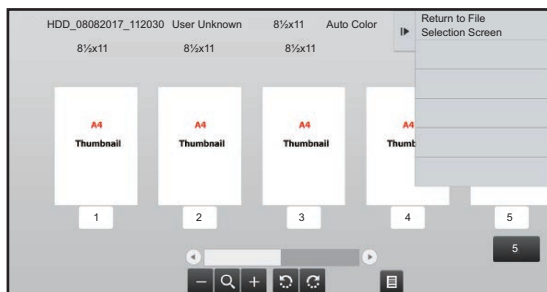 HDD_08082017_112030 User Unknown 8½x11 Auto Color
8½x11 8½x11 8½x11
Return to File
Selection Screen
A4 A4 A4 A4
Thumbnail Thumbnail Thumbnail Thumb
1 2 3 4 5
5